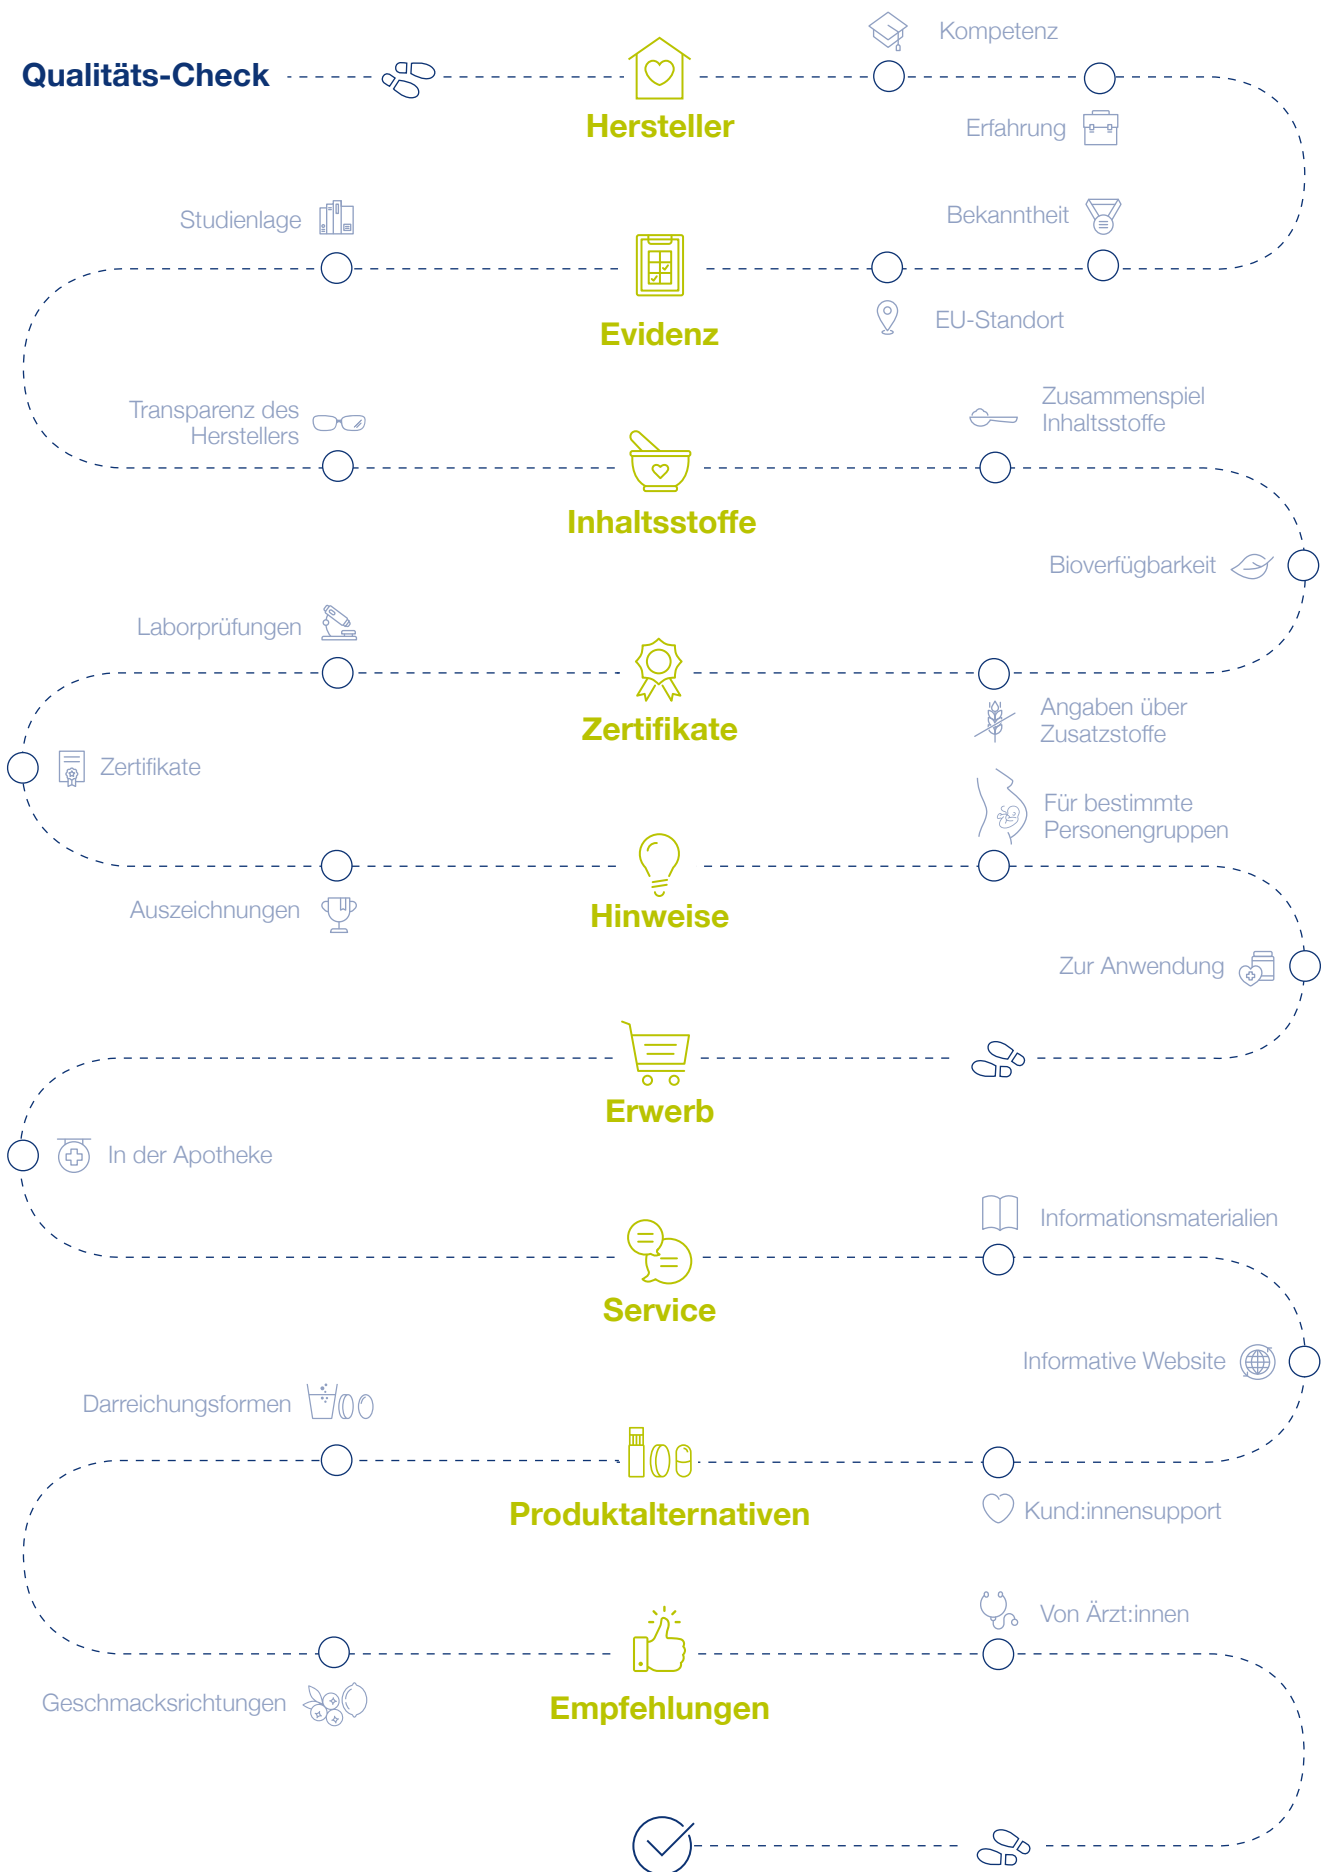 Qualitäts-Check
Hersteller
Kompetenz
Erfahrung
Bekanntheit
EU-Standort
Evidenz
Studienlage
Transparenz des
Herstellers
Inhaltsstoffe
Zusammenspiel
Inhaltsstoffe
Bioverfügbarkeit
Angaben über
Zusatzstoffe
Zertifikate
Laborprüfungen
Zertifikate
Auszeichnungen
Hinweise
Für bestimmte
Personengruppen
Zur Anwendung
Erwerb
In der Apotheke
Service
Informationsmaterialien
Informative Website
Kund:innensupport
Produktalternativen
Darreichungsformen
Geschmacksrichtungen
Empfehlungen
Von Ärzt:innen